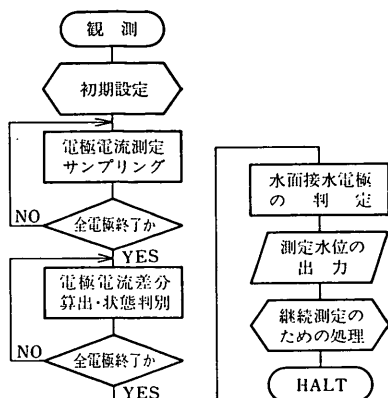 観測
初期設定
電極電流測定
サンプリング
全電極終了か
NO
YES
電極電流差分
算出・状態判別
全電極終了か
NO
YES
水面接水電極
の判定
測定水位の
出力
継続測定の
ための処理
HALT